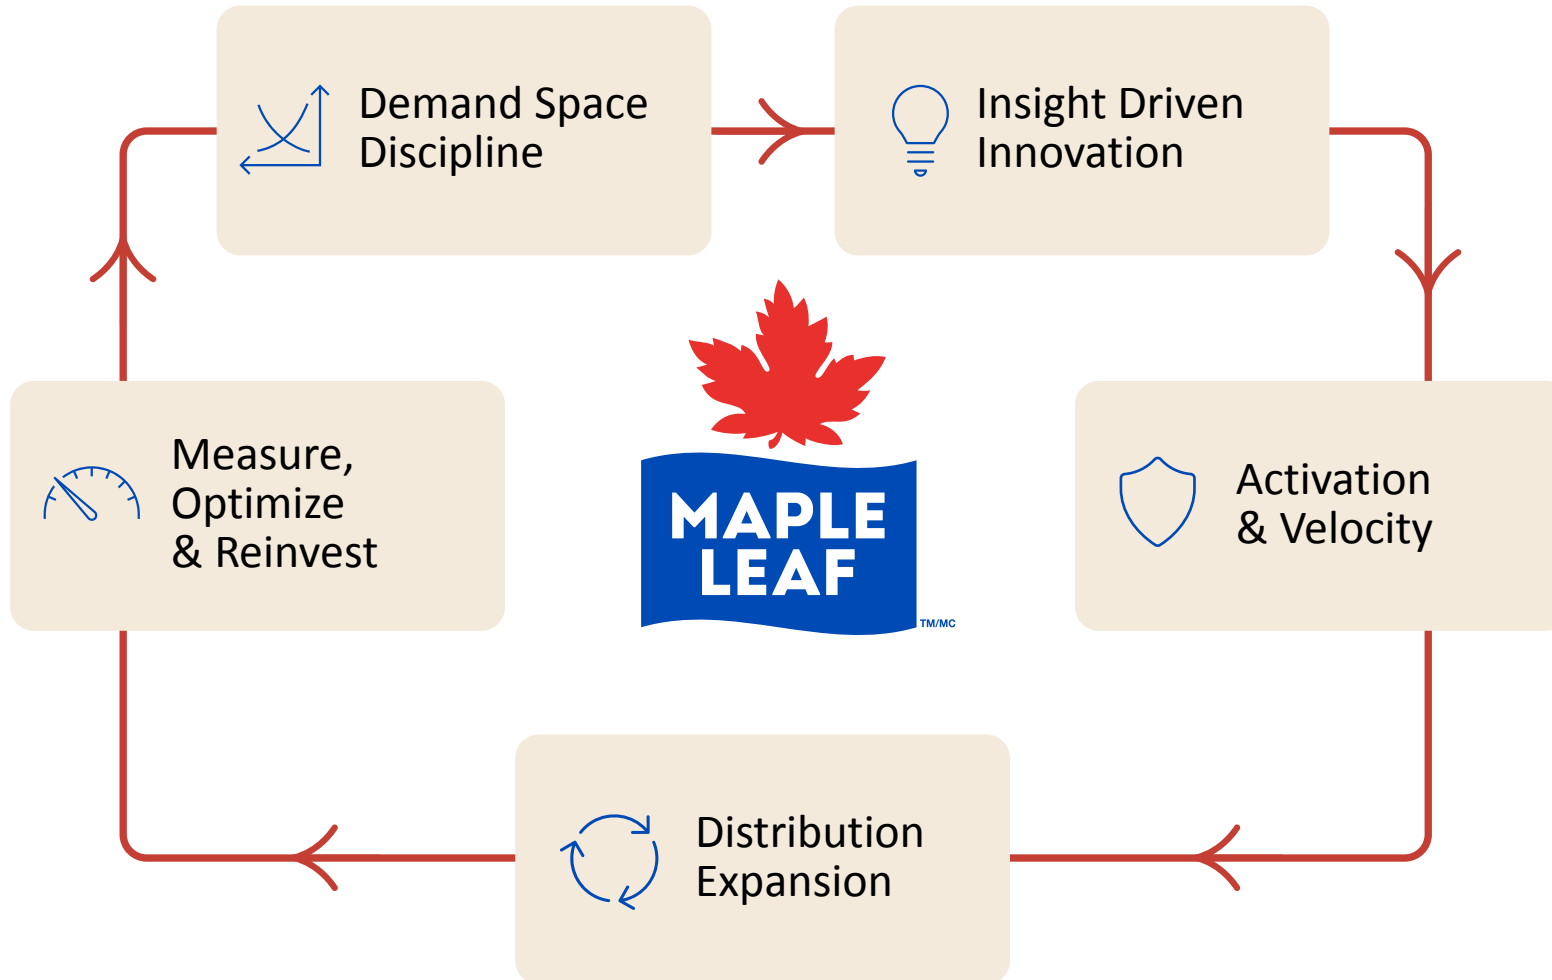 Demand Space
Discipline
Insight Driven
Innovation
Measure,
Optimize
& Reinvest
MAPLE
LEAF
TM/MC
Activation
& Velocity
Distribution
Expansion